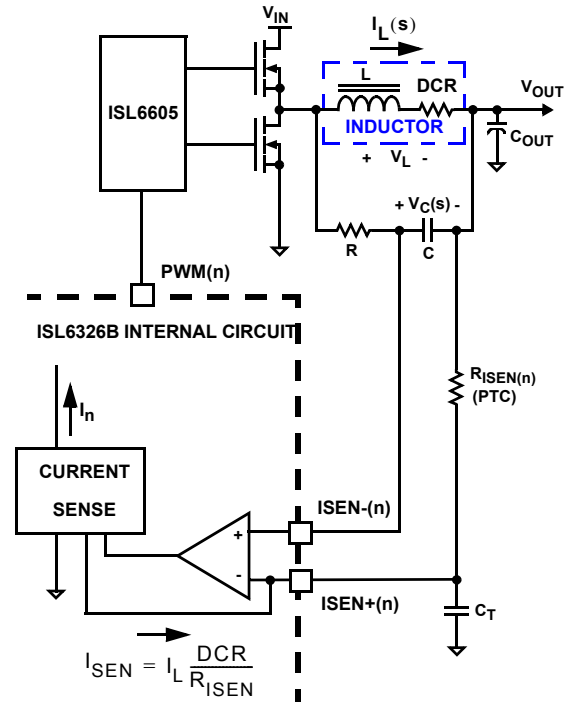 V_IN
I_L(s)
ISL6605
L
DCR
V_OUT
INDUCTOR
C_OUT
+ V_L -
+ V_C(s) -
R
C
PWM(n)
ISL6326B INTERNAL CIRCUIT
R_ISEN(n)
(PTC)
I_n
CURRENT
SENSE
ISEN-(n)
+
-
ISEN+(n)
C_T
I_SEN = I_L DCR/R_ISEN